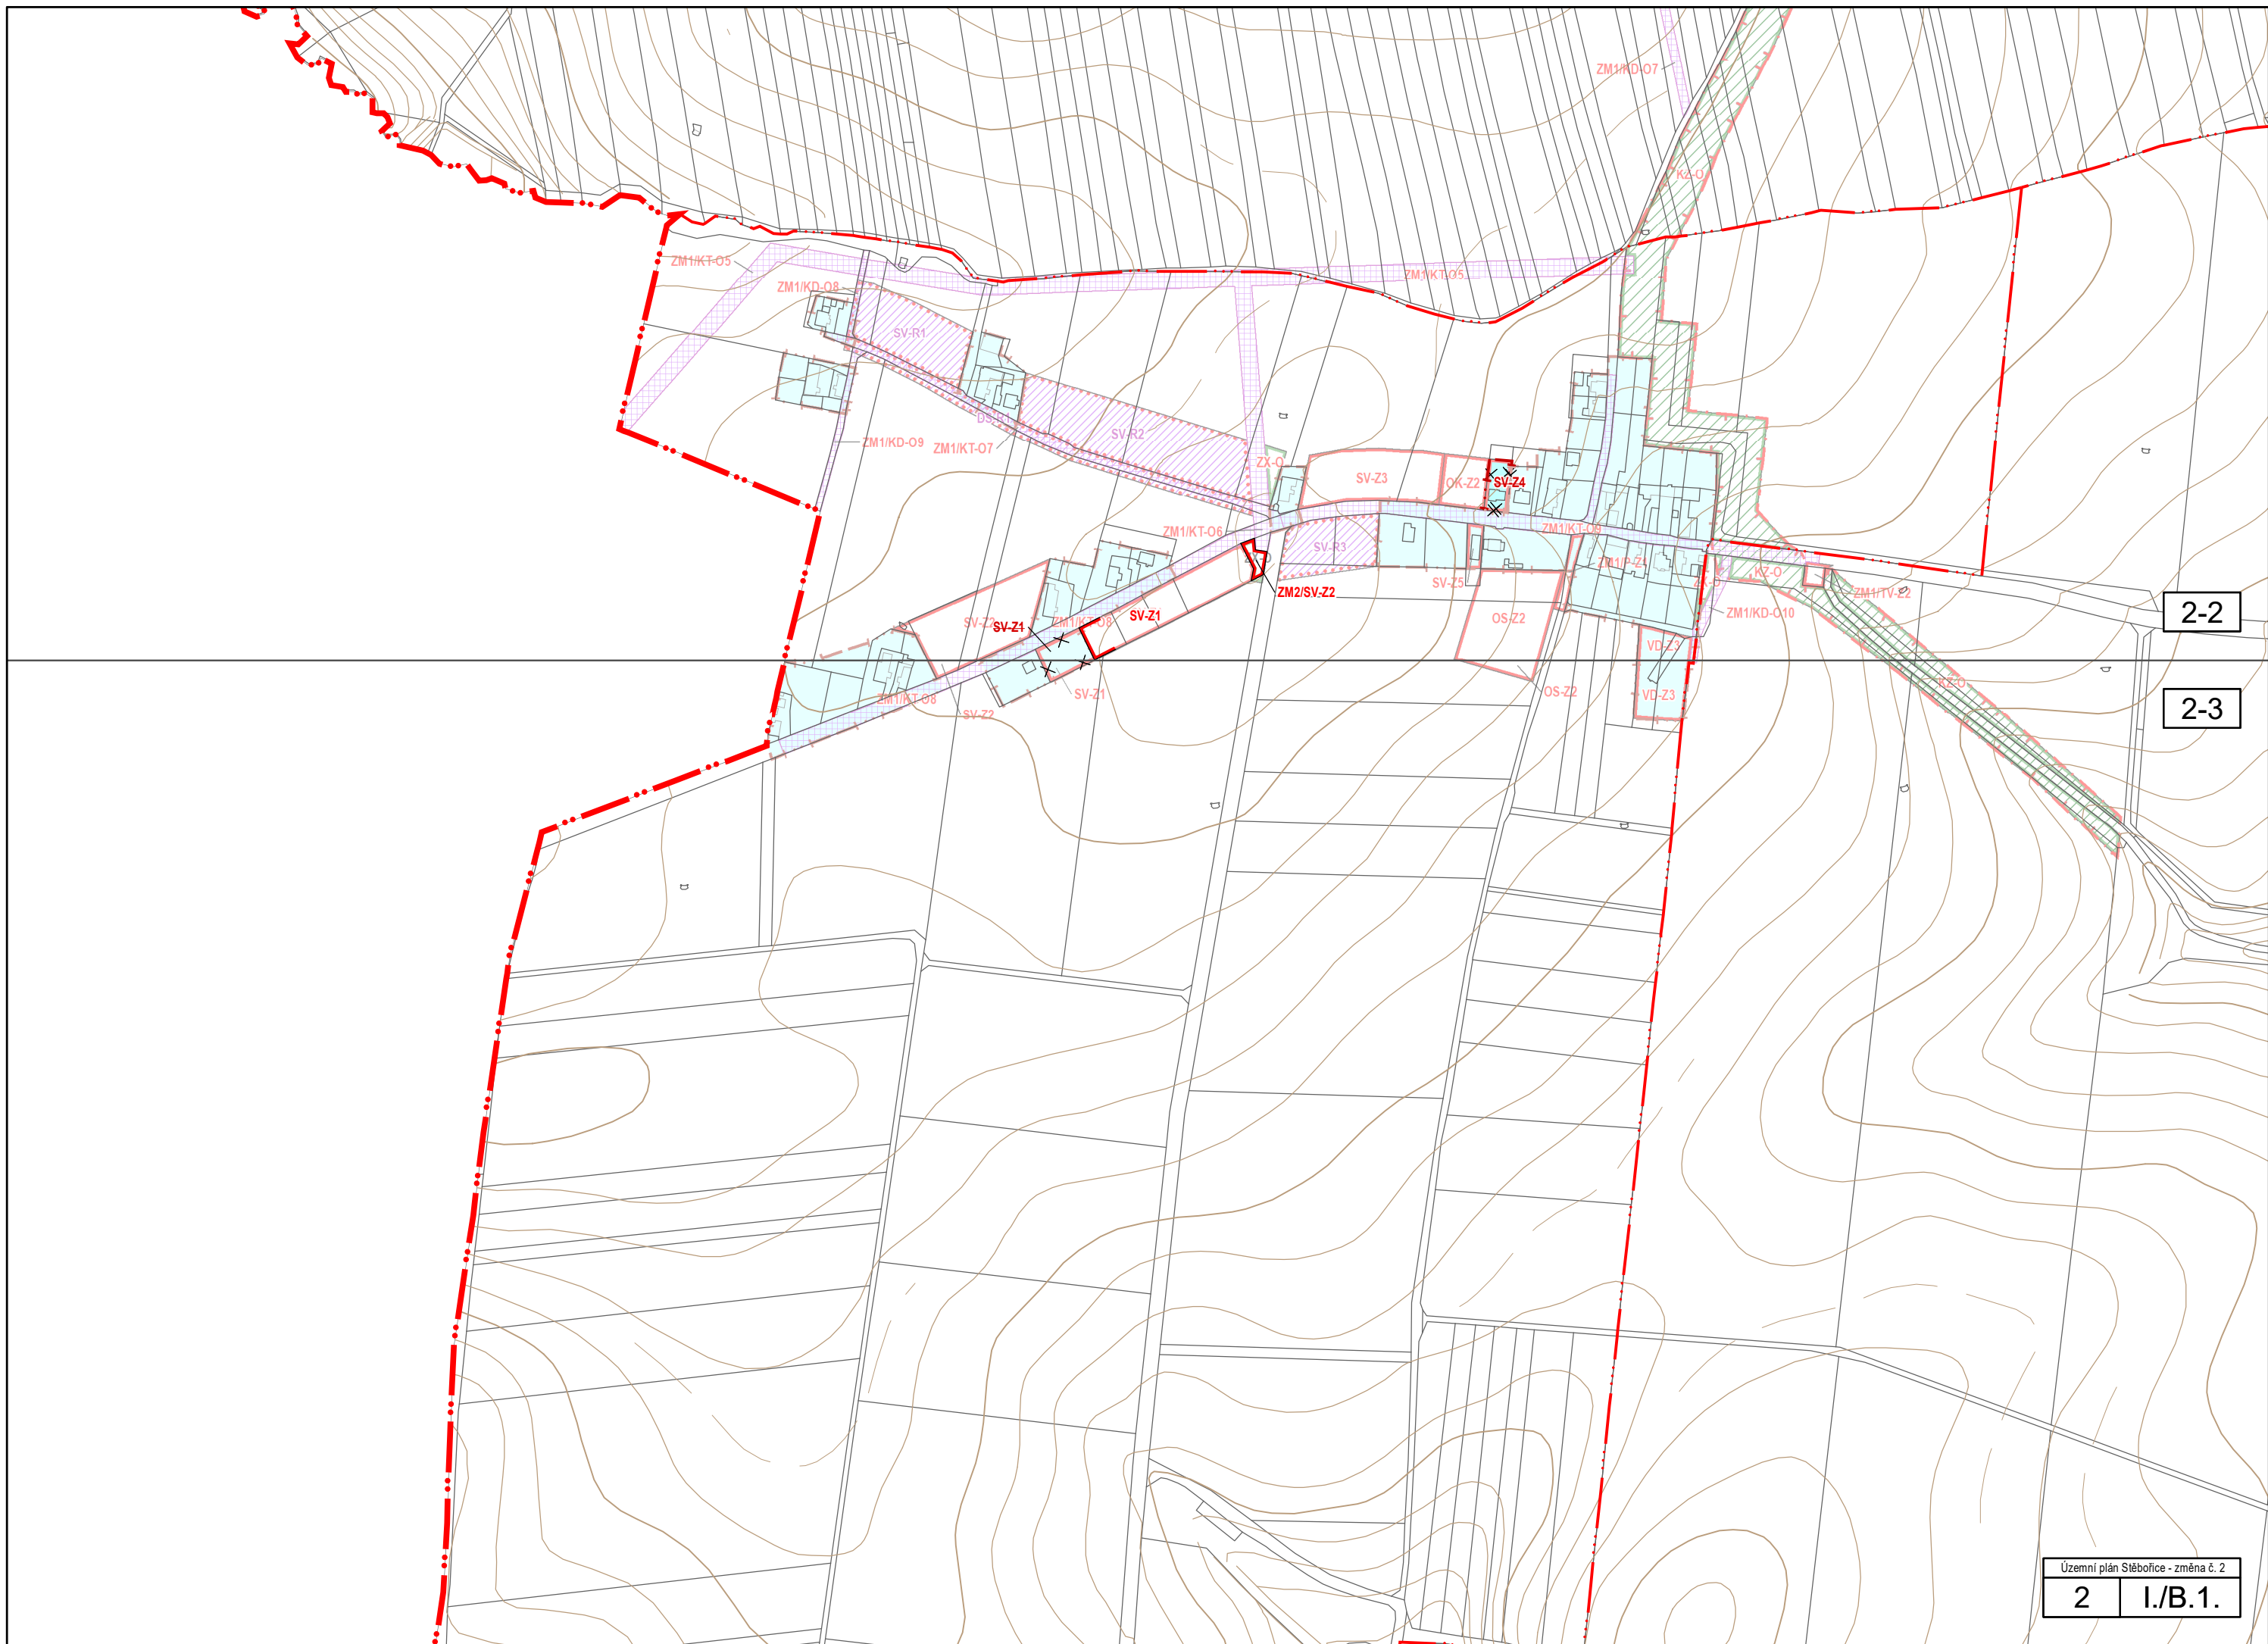 ZM1/KD-O7
KZ-O
ZM1/KT-O5
ZM1/KT-O5
ZM1/KD-O8
SV-R1
DS-R1
SV-R2
ZM1/KD-O9
ZM1/KT-O7
ZX-O
SV-Z3
OK-Z2
SV-Z4
ZM1/KT-O6
ZM1/KT-O9
SV-R3
ZM1/P-Z1
SV-Z5
KZ-O
ZM2/SV-Z2
ZM1/TV-Z2
2-2
SV-Z2
SV-Z1
ZM1/KT-O8
SV-Z1
OS-Z2
ZM1/KD-O10
VD-Z3
ZM1/KT-O8
SV-Z2
SV-Z1
OS-Z2
VD-Z3
KZ-O
2-3
Územní plán Stěbořice - změna č. 2
2 I./B.1.